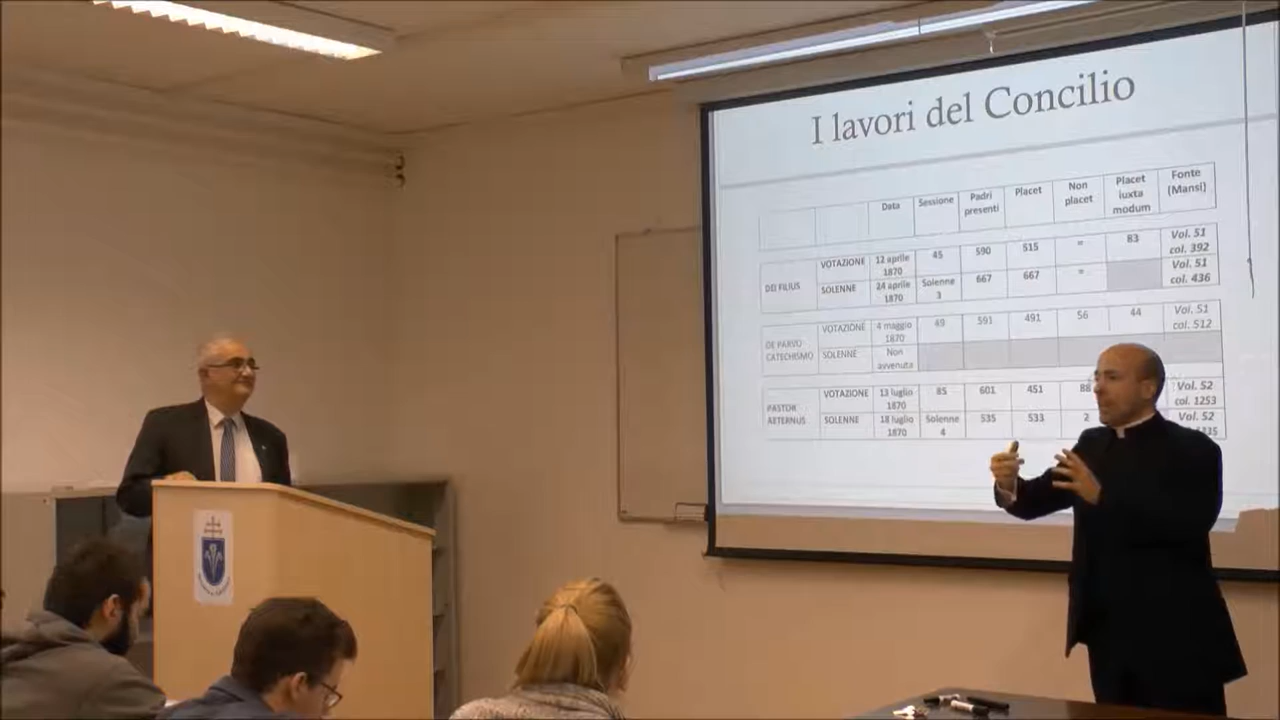 I lavori del Concilio
Data Sessione Padri presenti Placet Non placet Placet iuxta modum Fonte (Mansi)
DEI FILIUS VOTAZIONE 12 aprile 1870 45 590 515 = 83 Vol. 51 col. 392
SOLENNE 24 aprile 1870 Solenne 3 667 667 = Vol. 51 col. 436
DE PARVO CATECHISMO VOTAZIONE 4 maggio 1870 49 591 491 56 44 Vol. 51 col. 512
SOLENNE Non avvenuta
PASTOR AETERNUS VOTAZIONE 13 luglio 1870 85 601 451 88 Vol. 52 col. 1253
SOLENNE 18 luglio 1870 Solenne 4 535 533 2 Vol. 52